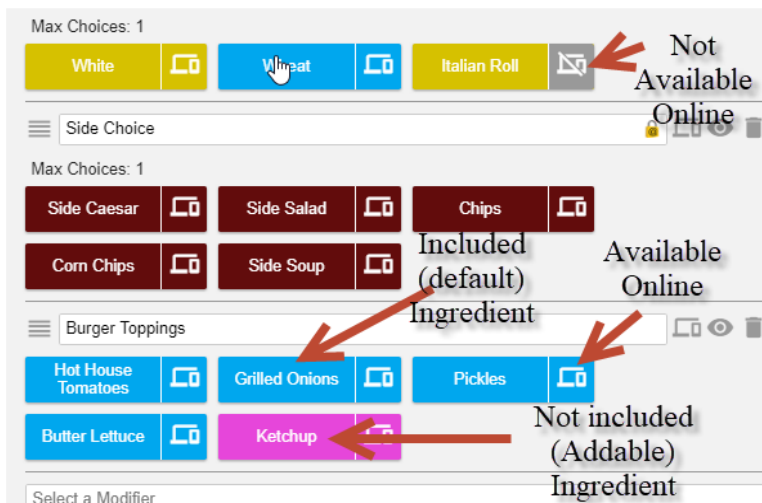 Max Choices: 1
White
Wheat
Italian Roll
Not
Available
Online
Side Choice
Max Choices: 1
Side Caesar
Side Salad
Chips
Corn Chips
Side Soup
Included
(default)
Ingredient
Available
Online
Burger Toppings
Hot House
Tomatoes
Grilled Onions
Pickles
Butter Lettuce
Ketchup
Not included
(Addable)
Ingredient
Select a Modifier